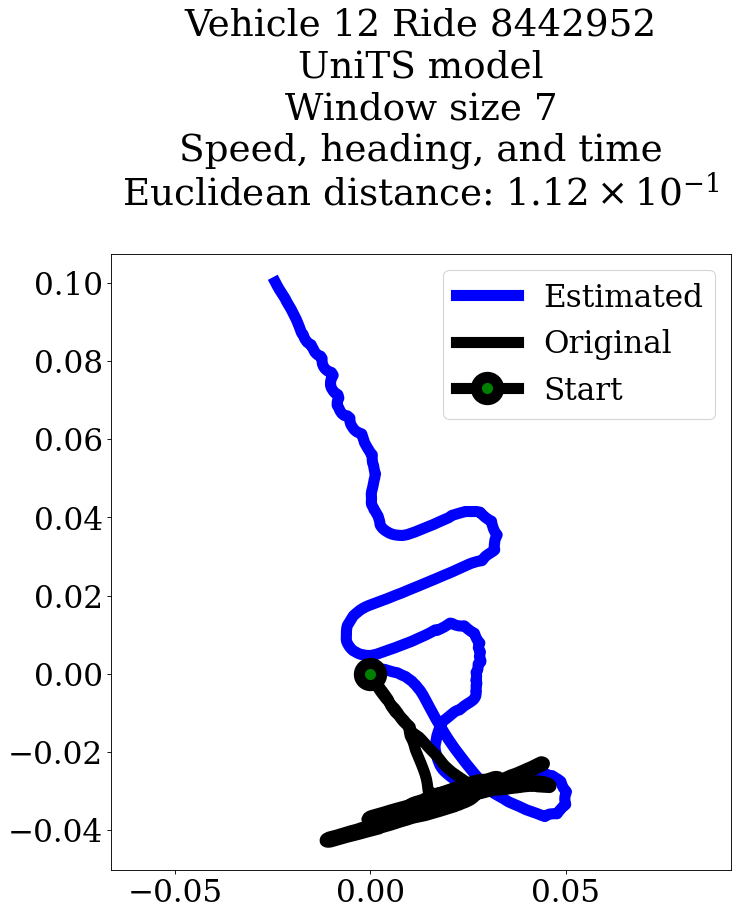 Vehicle 12 Ride 8442952
UniTS model
Window size 7
Speed, heading, and time
Euclidean distance: 1.12 × 10⁻¹
Estimated
Original
Start
0.10
0.08
0.06
0.04
0.02
0.00
−0.02
−0.04
−0.05 0.00 0.05